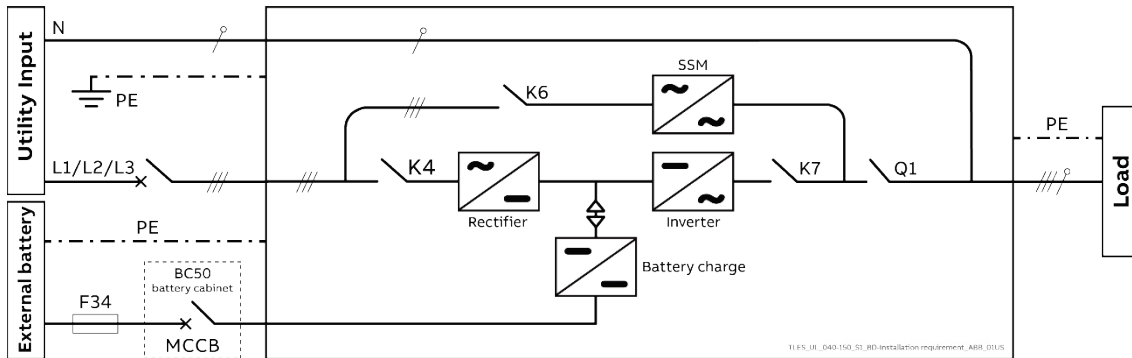 Utility Input
N
PE
L1/L2/L3
K6
SSM
K4
Rectifier
Inverter
K7
Q1
PE
Load
External battery
PE
BC50
battery cabinet
F34
MCCB
Battery charge
TLES_UL_040-150_S1_BD-Installation requirement_ABB_01US